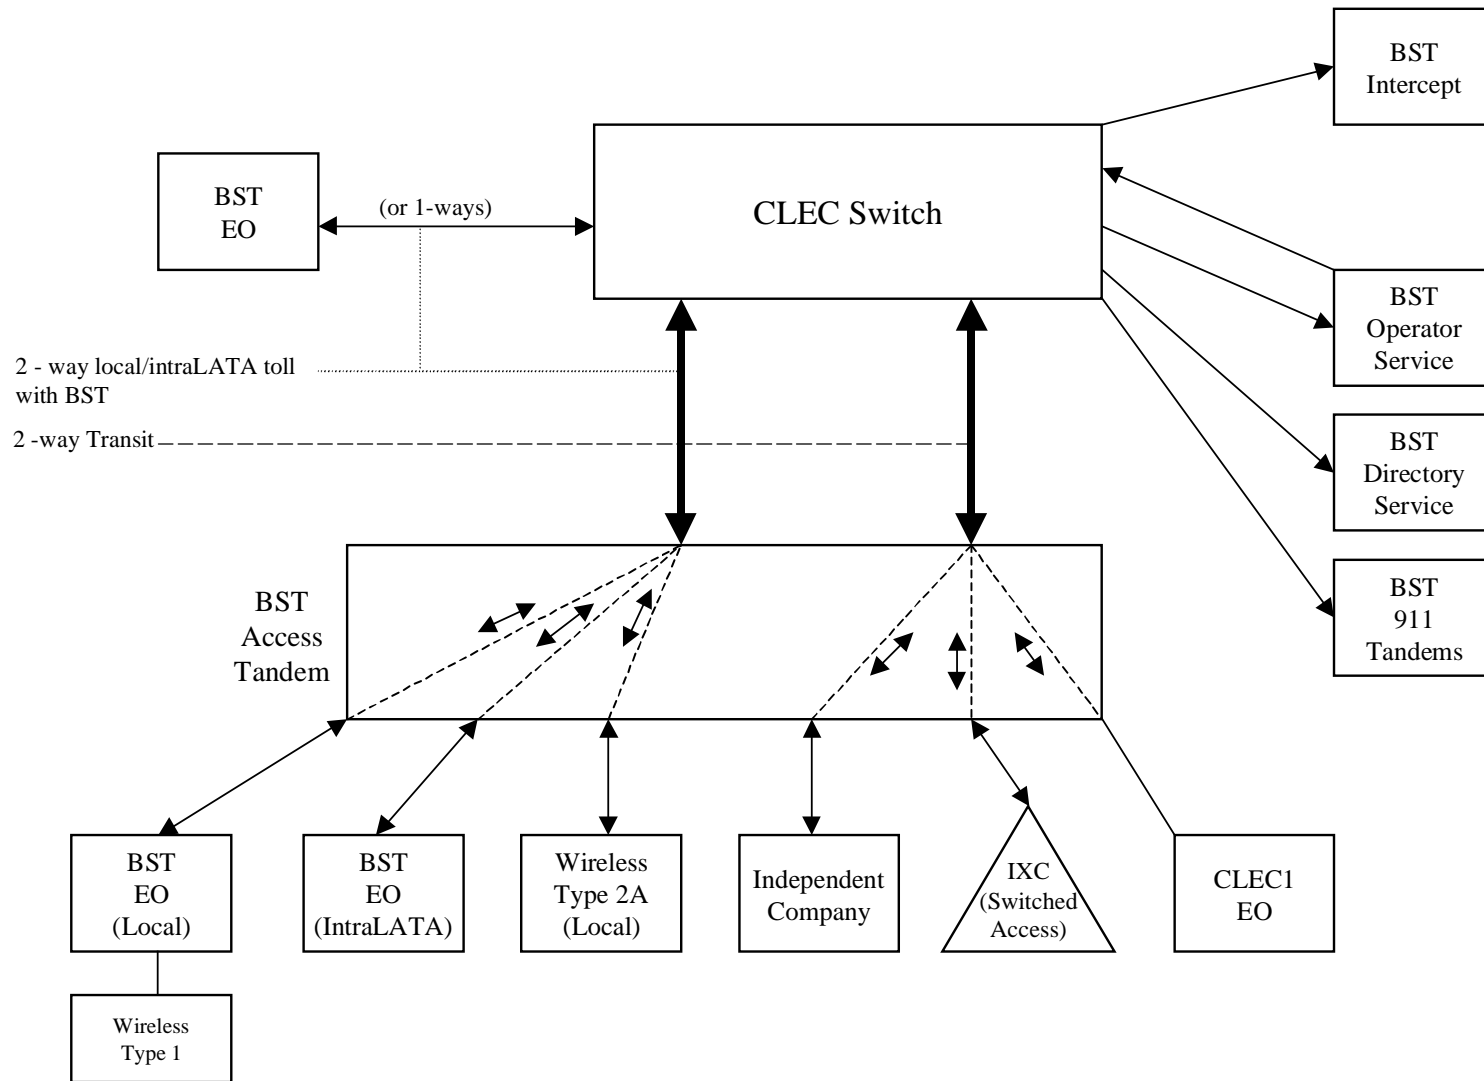 BST
Intercept
BST
EO
(or 1-ways)
CLEC Switch
BST
Operator
Service
2 - way local/intraLATA toll
with BST
2 -way Transit
BST
Directory
Service
BST
911
Tandems
BST
Access
Tandem
BST
EO
(Local)
BST
EO
(IntraLATA)
Wireless
Type 2A
(Local)
Independent
Company
IXC
(Switched
Access)
CLEC1
EO
Wireless
Type 1